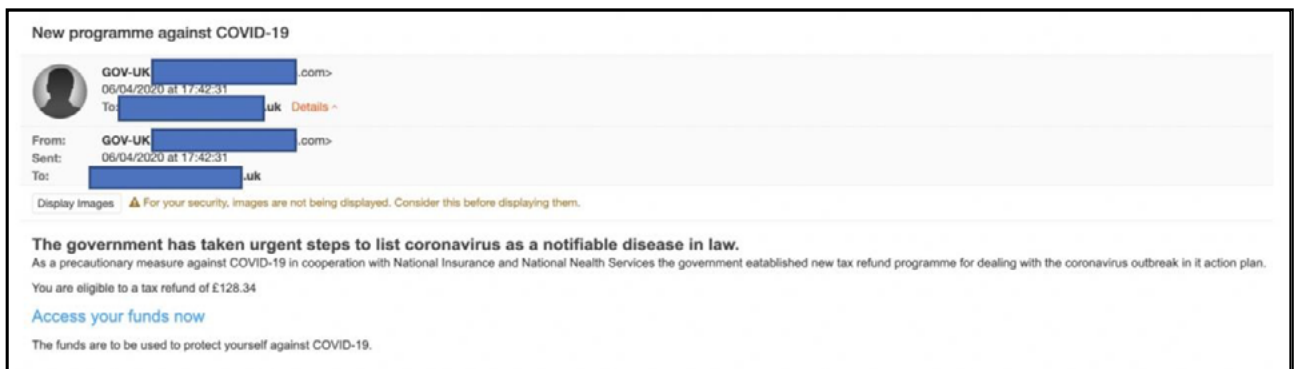 New programme against COVID-19
GOV-UK .com>
06/04/2020 at 17:42:31
To: .uk Details ^
From: GOV-UK .com>
Sent: 06/04/2020 at 17:42:31
To: .uk
Display Images For your security, images are not being displayed. Consider this before displaying them.
The government has taken urgent steps to list coronavirus as a notifiable disease in law.
As a precautionary measure against COVID-19 in cooperation with National Insurance and National Nealth Services the government eatablished new tax refund programme for dealing with the coronavirus outbreak in it action plan.
You are eligible to a tax refund of £128.34
Access your funds now
The funds are to be used to protect yourself against COVID-19.